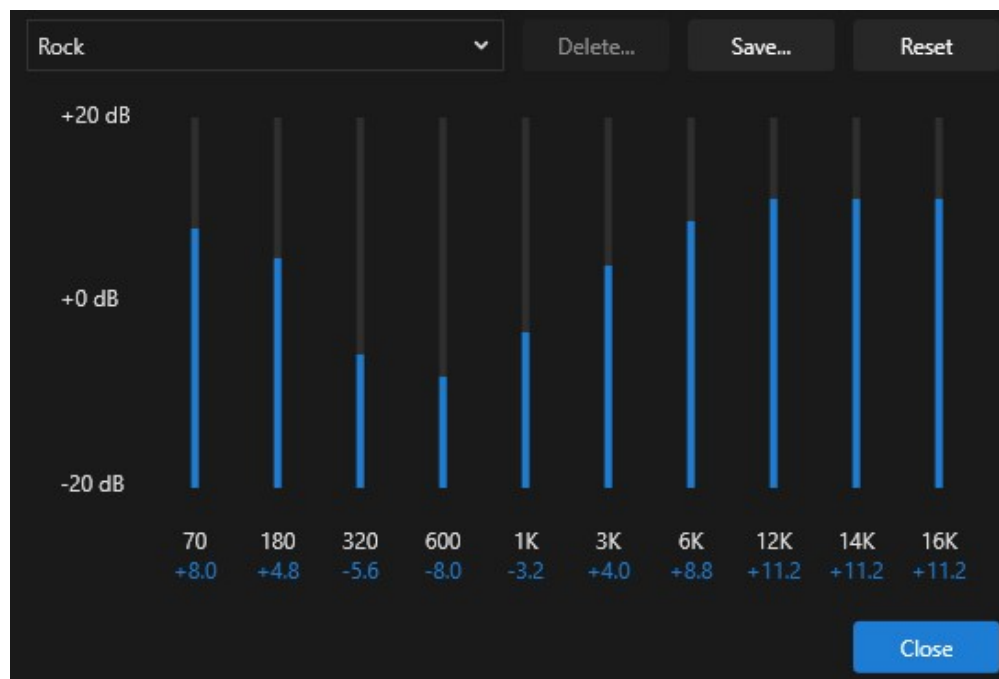 Rock Delete... Save... Reset
+20 dB
+0 dB
-20 dB
70 180 320 600 1K 3K 6K 12K 14K 16K
+8.0 +4.8 -5.6 -8.0 -3.2 +4.0 +8.8 +11.2 +11.2 +11.2
Close